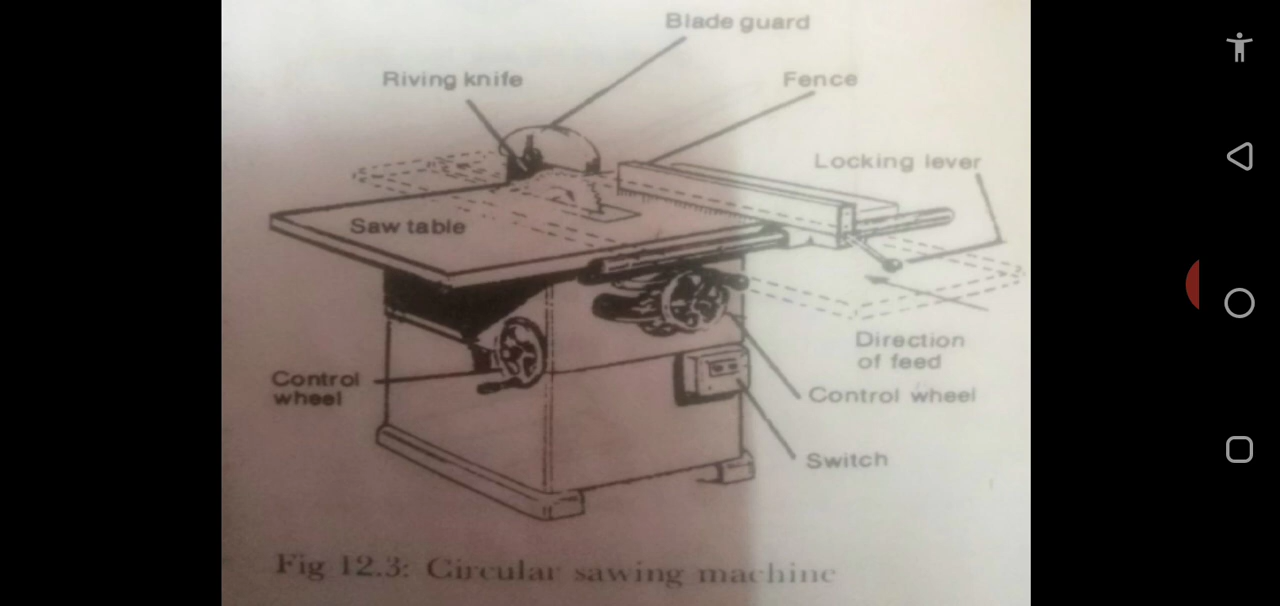 Blade guard
Riving knife
Fence
Locking lever
Saw table
Direction
of feed
Control
wheel
Control wheel
Switch
Fig 12.3: Circular sawing machine